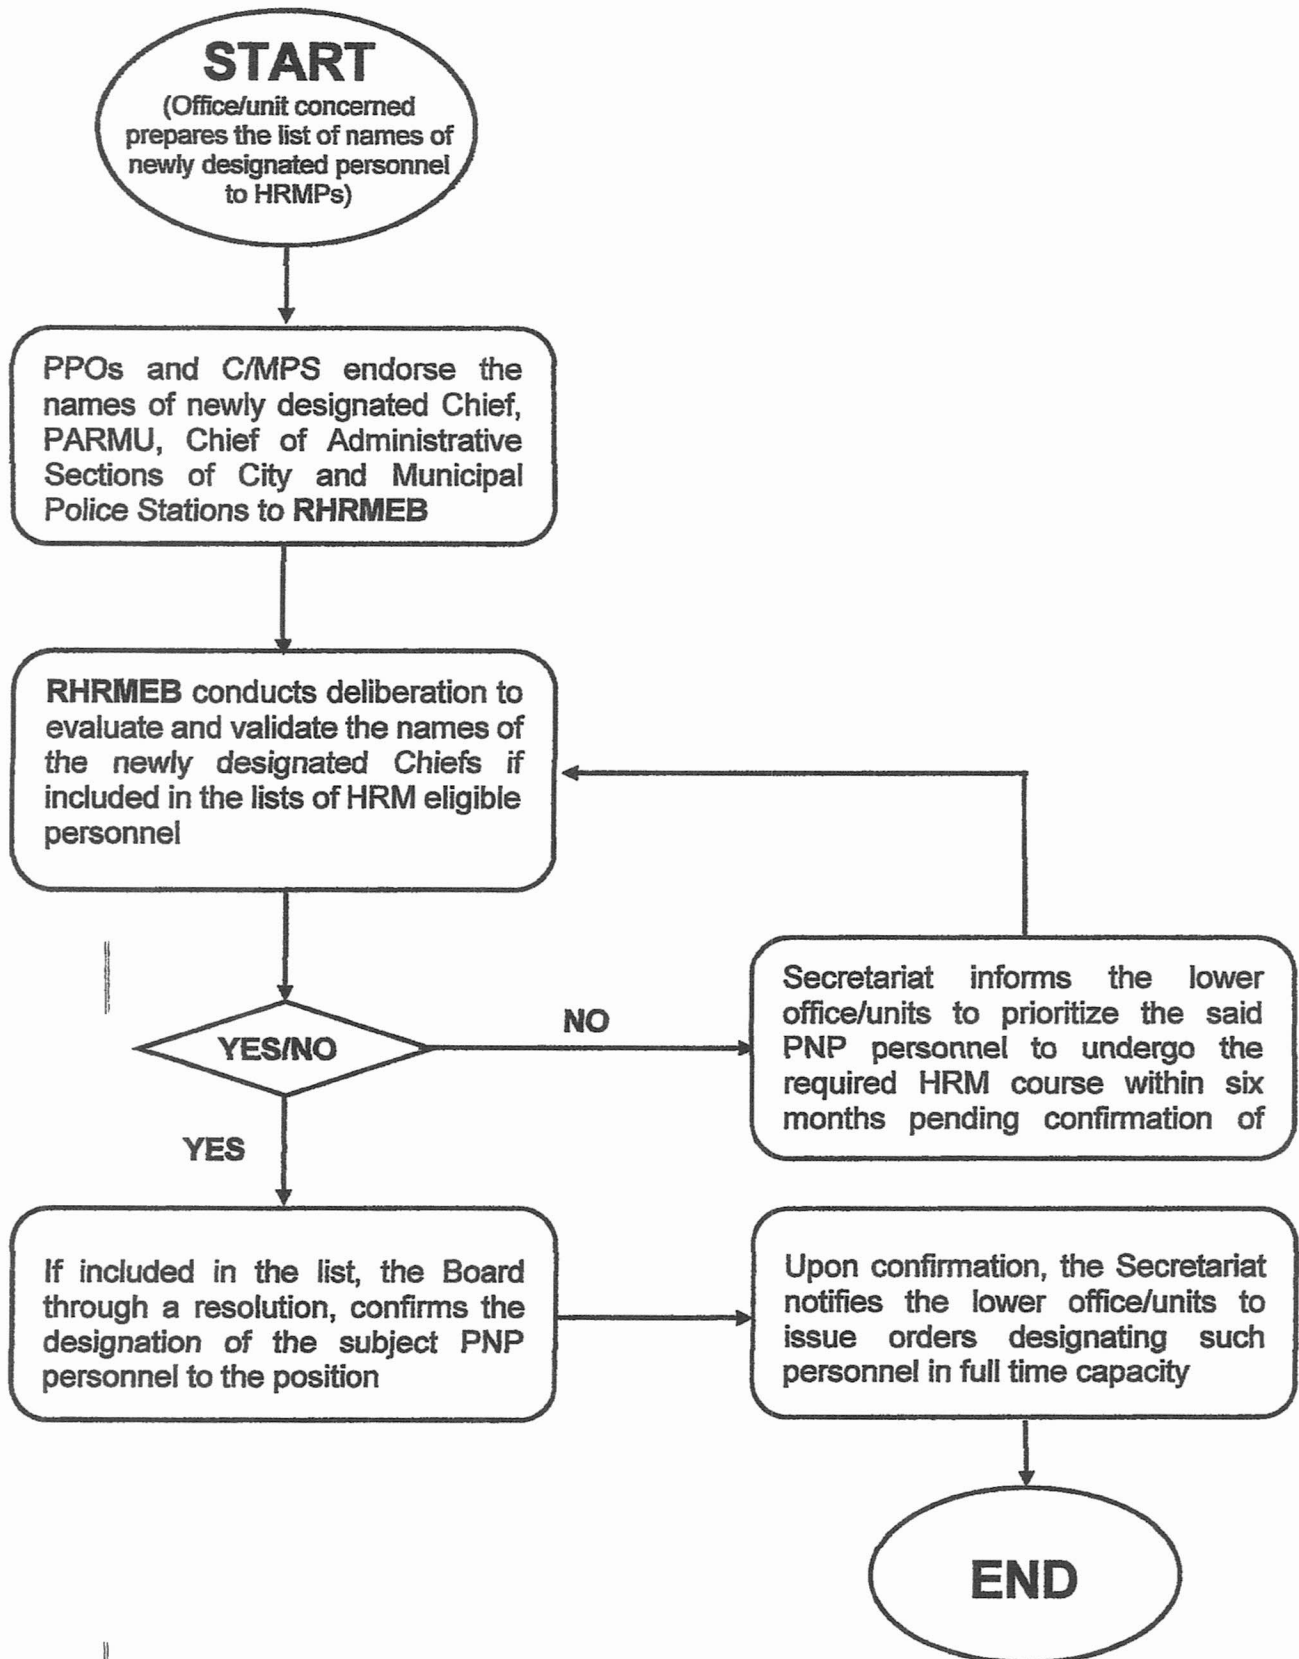 START
(Office/unit concerned
prepares the list of names of
newly designated personnel
to HRMPs)
PPOs and C/MPS endorse the
names of newly designated Chief,
PARMU, Chief of Administrative
Sections of City and Municipal
Police Stations to RHRMEB
RHRMEB conducts deliberation to
evaluate and validate the names of
the newly designated Chiefs if
included in the lists of HRM eligible
personnel
YES/NO
NO
Secretariat informs the lower
office/units to prioritize the said
PNP personnel to undergo the
required HRM course within six
months pending confirmation of
YES
If included in the list, the Board
through a resolution, confirms the
designation of the subject PNP
personnel to the position
Upon confirmation, the Secretariat
notifies the lower office/units to
issue orders designating such
personnel in full time capacity
END